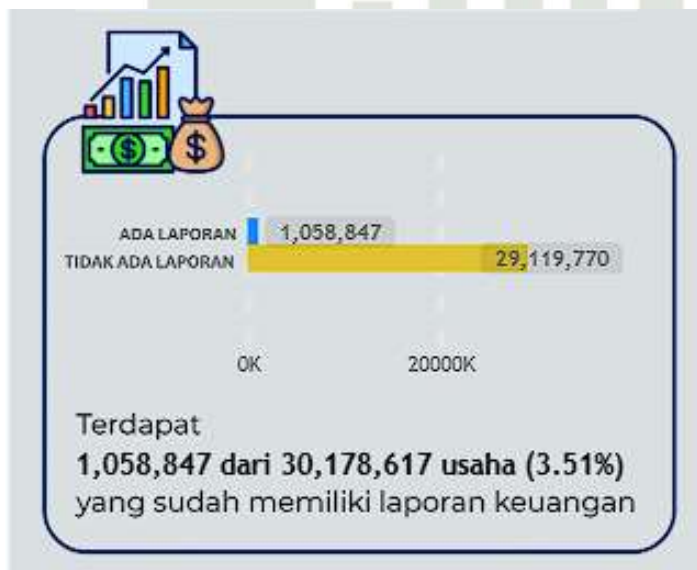 ADA LAPORAN 1,058,847
TIDAK ADA LAPORAN 29,119,770
0K 20000K
Terdapat
1,058,847 dari 30,178,617 usaha (3.51%)
yang sudah memiliki laporan keuangan